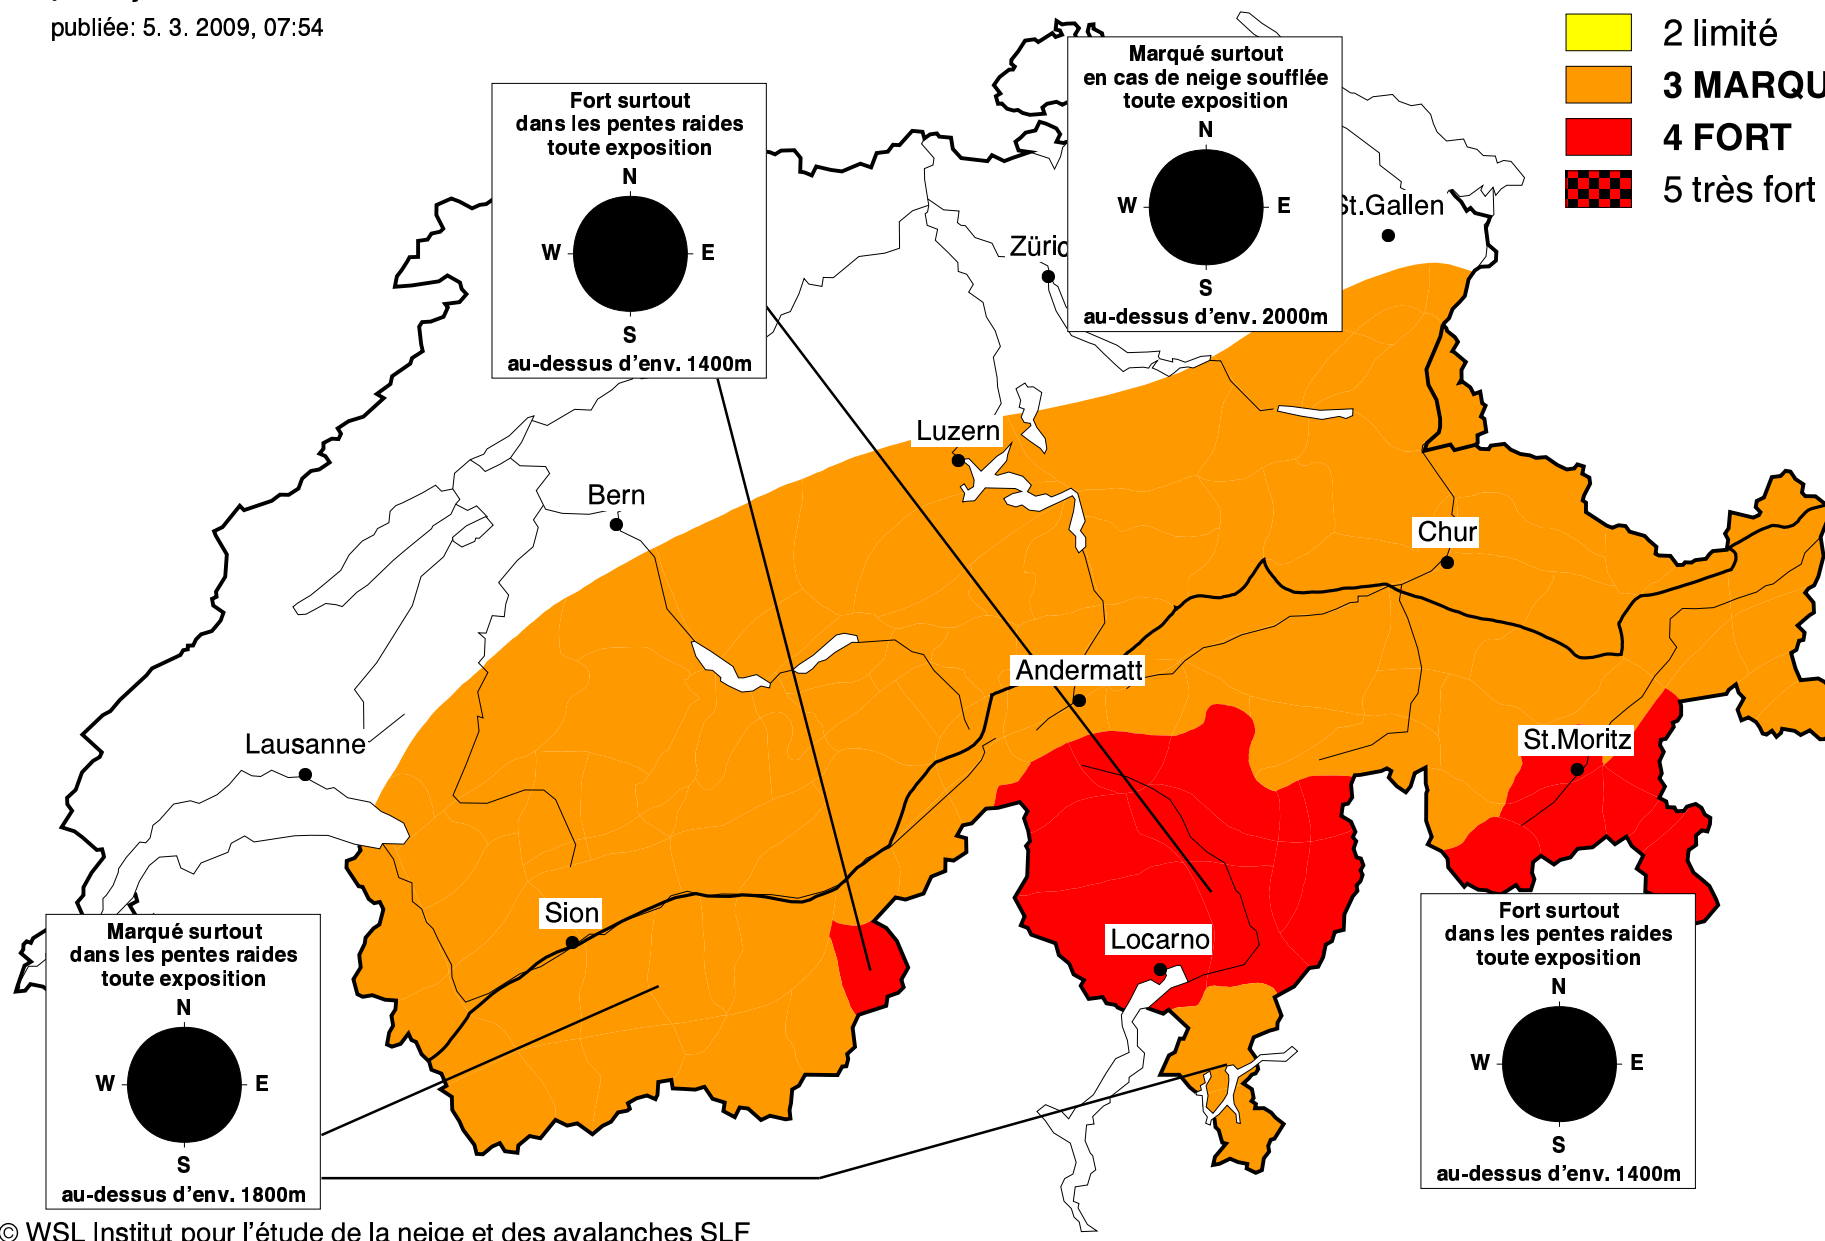 publiée: 5. 3. 2009, 07:54
2 limité
3 MARQU
4 FORT
5 très fort
Marqué surtout
en cas de neige soufflée
toute exposition
N
W
E
S
au-dessus d'env. 2000m
Fort surtout
dans les pentes raides
toute exposition
N
W
E
S
au-dessus d'env. 1400m
St.Gallen
Züric
Luzern
Bern
Chur
Andermatt
Lausanne
St.Moritz
Sion
Locarno
Marqué surtout
dans les pentes raides
toute exposition
N
W
E
S
au-dessus d'env. 1800m
Fort surtout
dans les pentes raides
toute exposition
N
W
E
S
au-dessus d'env. 1400m
© WSL Institut pour l'étude de la neige et des avalanches SLF